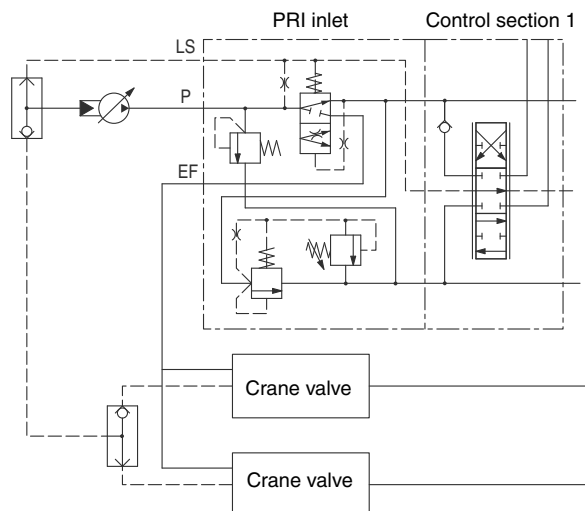 PRI inlet
Control section 1
LS
P
EF
Crane valve
Crane valve